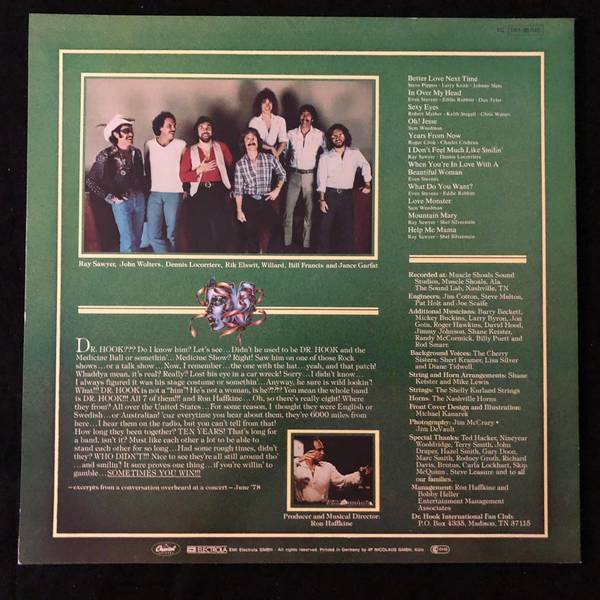 Better Love Next Time
Steve Pippin · Larry Keith · Johnny Slate
In Over My Head
Even Stevens · Eddie Rabbitt · Dan Tyler
Sexy Eyes
Robert Mather · Keith Stegall · Chris Waters
Oh! Jesse
Sam Weedman
Years From Now
Roger Cook · Charles Cochran
I Don't Feel Much Like Smilin'
Ray Sawyer · Dennis Locorriere
When You're In Love With A
Beautiful Woman
Even Stevens
What Do You Want?
Even Stevens · Eddie Rabbitt
Love Monster
Sam Weedman
Mountain Mary
Ray Sawyer · Shel Silverstein
Help Me Mama
Ray Sawyer · Shel Silverstein
Ray Sawyer, John Wolters, Dennis Locorriere, Rik Elswit, Willard, Bill Francis and Jance Garfat
DR. HOOK???? Do I know him? Let's see... Didn't he used to be DR. HOOK and the
Medicine Ball or somethin'... Medicine Show? Right! Saw him on one of those Rock
shows... or a talk show... Now, I remember... the one with the hat... yeah, and that patch!
Whaddya mean, it's real? Really? Lost his eye in a car wreck! Sorry... I didn't know...
I always figured it was his stage costume or somethin'... Anyway, he sure is wild lookin'!
What!!! DR. HOOK is not a "him"? He's not a woman, is he?!?!? You mean the whole band
is DR. HOOK!!! All 7 of them!!! and Ron Haffkine... Oh, so there's really eight! Where
they from? All over the United States... For some reason, I thought they were English or
Swedish... or Australian! 'cause everytime you hear about them, they're 6000 miles from
here... I hear them on the radio, but you can't tell from that!
How long they been together? TEN YEARS! That's long for
a band, isn't it? Must like each other a lot to be able to
stand each other for so long... Had some rough times, didn't
they? WHO DIDN'T!!! Nice to see they're all still around tho'
...and smilin'! It sure proves one thing... if you're willin' to
gamble... SOMETIMES YOU WIN!!!
—excerpts from a conversation overheard at a concert—June '78
Producer and Musical Director:
Ron Haffkine
Recorded at: Muscle Shoals Sound
Studios, Muscle Shoals, Ala.
The Sound Lab, Nashville, TN
Engineers: Jim Cotton, Steve Melton,
Pat Holt and Joe Scaife
Additional Musicians: Barry Beckett,
Mickey Buckins, Larry Byrom, Jon
Goin, Roger Hawkins, David Hood,
Jimmy Johnson, Shane Keister,
Randy McCormick, Billy Puett and
Rod Smarr
Background Voices: The Cherry
Sisters: Sheri Kramer, Lisa Silver
and Diane Tidwell.
String and Horn Arrangements: Shane
Keister and Mike Lewis
Strings: The Shelly Kurland Strings
Horns: The Nashville Horns
Front Cover Design and Illustration:
Michael Kanarek
Photography: Jim McCrary ·
Jim DeVault
Special Thanks: Ted Hacker, Nineyear
Wooldridge, Terry Smith, John
Draper, Hazel Smith, Gary Doon,
Marc Smith, Rodney Groth, Richard
Davis, Brutus, Carla Lockhart, Skip
McQuinn, Steve Leasure and to all
our families.
Management: Ron Haffkine and
Bobby Heller
Entertainment Management
Associates
Dr. Hook International Fan Club:
P.O. Box 4335, Madison, TN 37115
Capitol
EMI ELECTROLA EMI Electrola GMBH · All rights reserved. Printed in Germany by 4P NICOLAUS GMBH, Köln